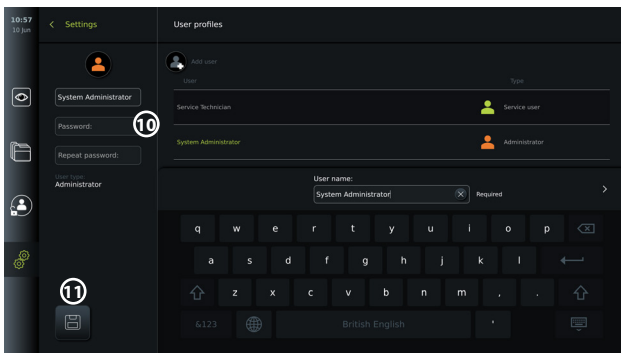 10:57
10 Jun
Settings
User profiles
Add user
User
Type
System Administrator
Service Technician
Service user
Password:
10
System Administrator
Administrator
Repeat password:
User type:
Administrator
User name:
System Administrator
Required
q w e r t y u i o p
a s d f g h j k l
11
z x c v b n m , .
&123
British English
'